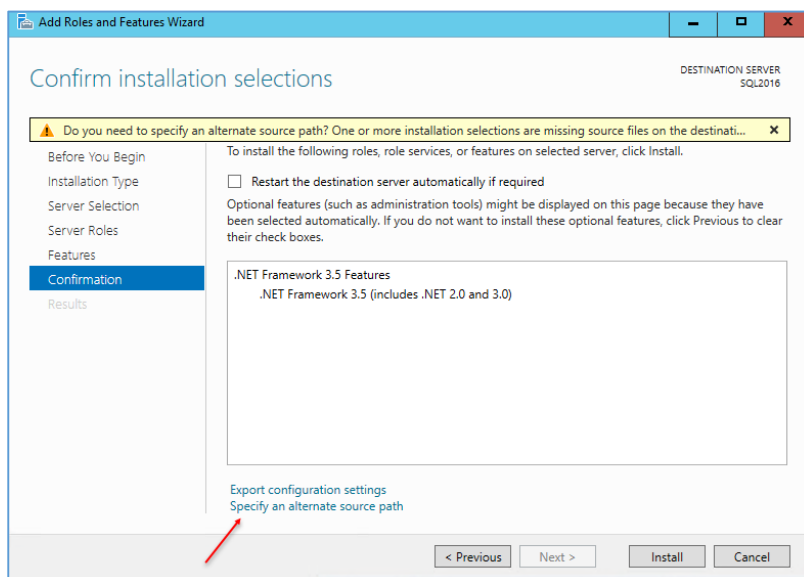 Add Roles and Features Wizard
Confirm installation selections
DESTINATION SERVER
SQL2016
Do you need to specify an alternate source path? One or more installation selections are missing source files on the destinati...
Before You Begin
Installation Type
Server Selection
Server Roles
Features
Confirmation
Results
To install the following roles, role services, or features on selected server, click Install.
Restart the destination server automatically if required
Optional features (such as administration tools) might be displayed on this page because they have
been selected automatically. If you do not want to install these optional features, click Previous to clear
their check boxes.
.NET Framework 3.5 Features
.NET Framework 3.5 (includes .NET 2.0 and 3.0)
Export configuration settings
Specify an alternate source path
< Previous
Next >
Install
Cancel